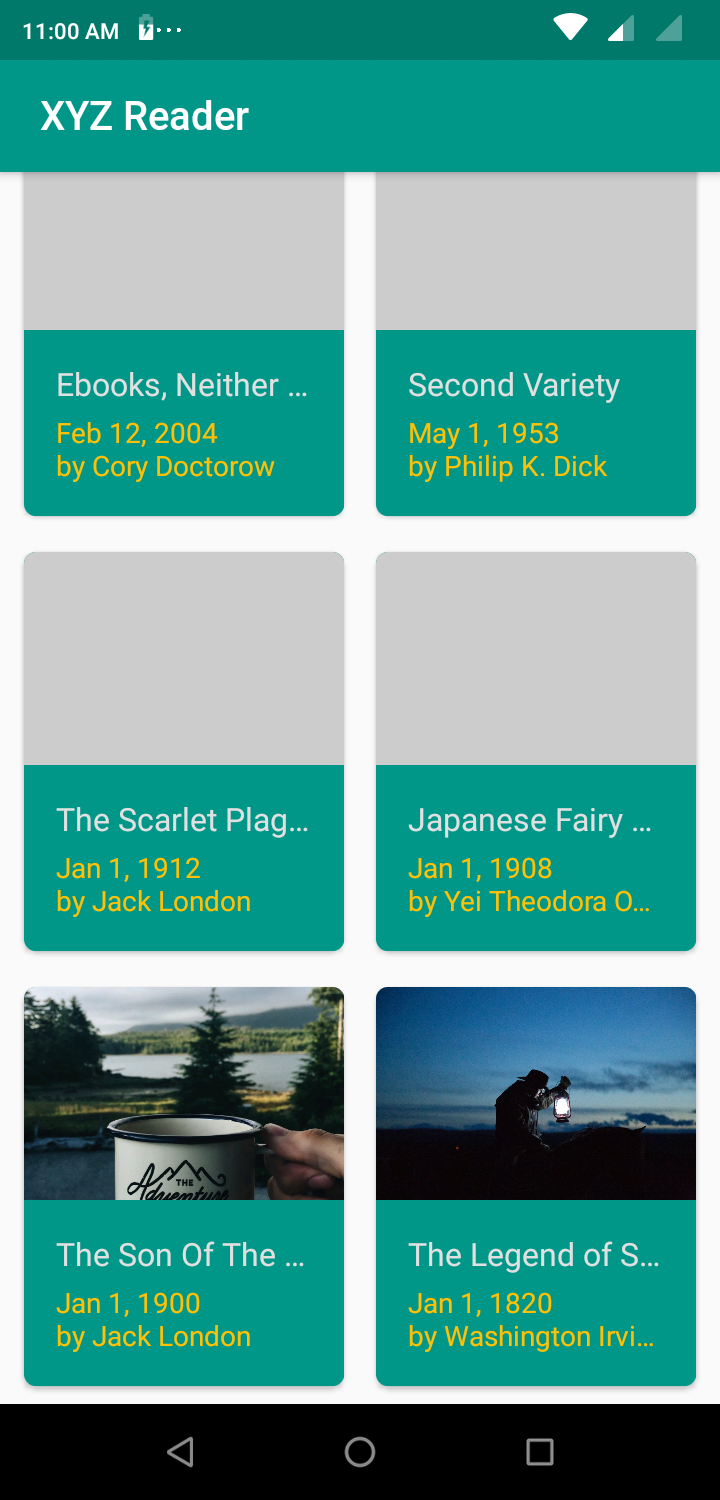 11:00 AM
XYZ Reader
Ebooks, Neither ...
Feb 12, 2004
by Cory Doctorow
Second Variety
May 1, 1953
by Philip K. Dick
The Scarlet Plag...
Jan 1, 1912
by Jack London
Japanese Fairy ...
Jan 1, 1908
by Yei Theodora O...
THE
Adventure
The Son Of The ...
Jan 1, 1900
by Jack London
The Legend of S...
Jan 1, 1820
by Washington Irvi...